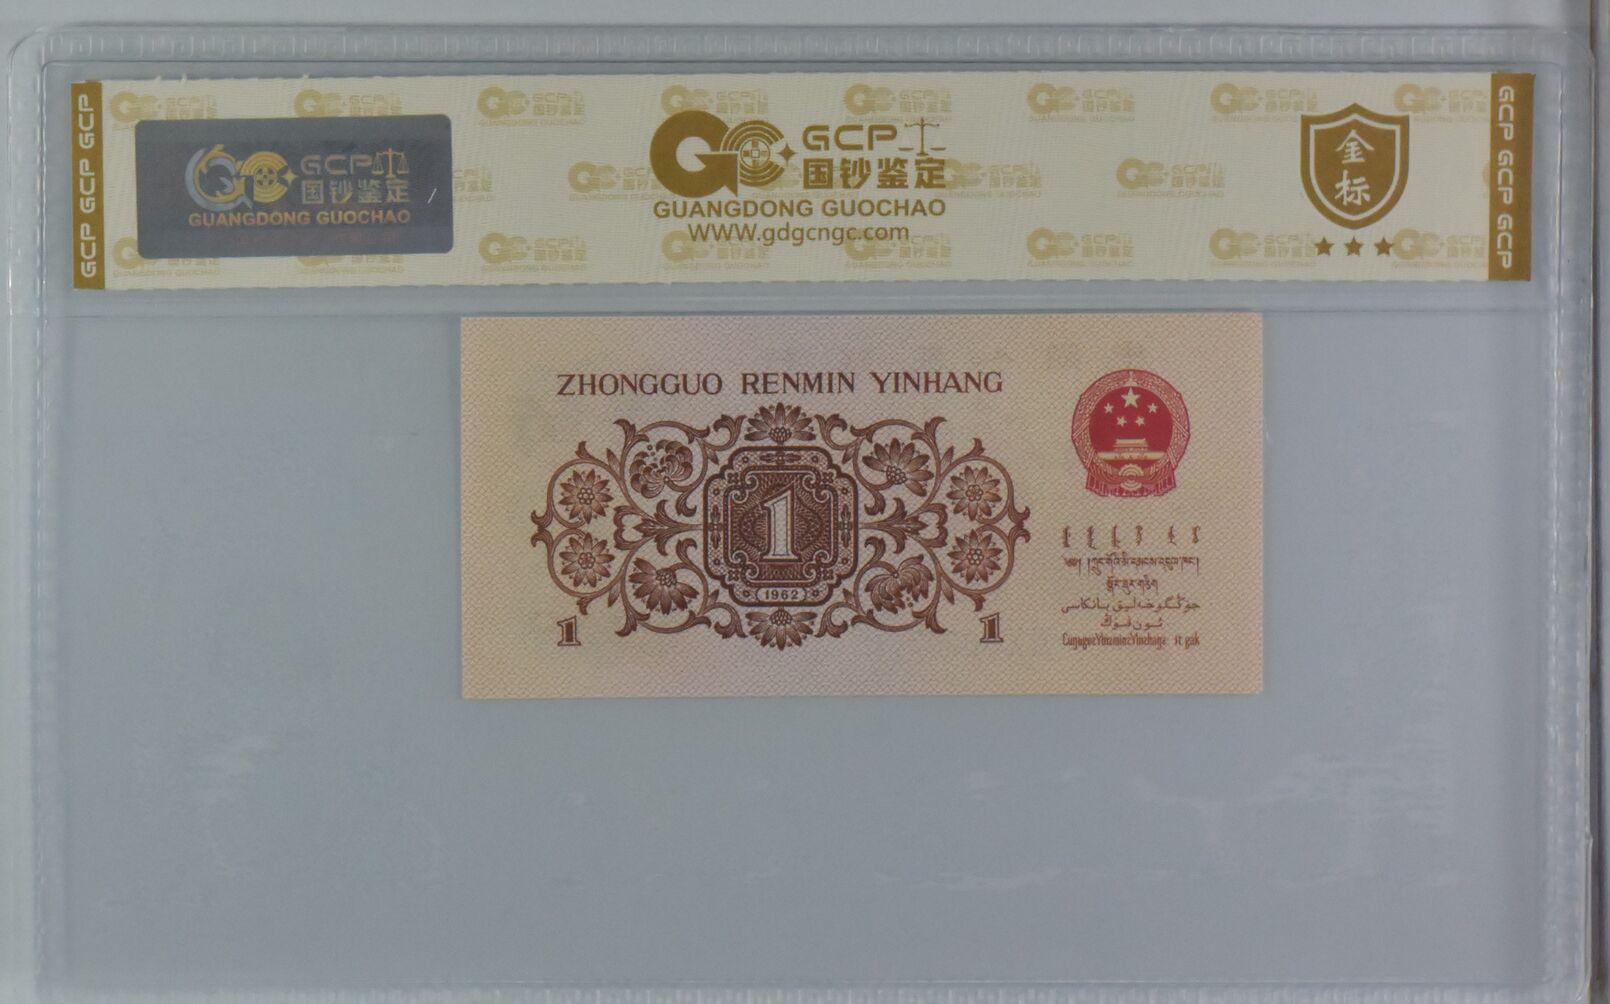 GCP GCP GCP
GCP
国钞鉴定
GUANGDONG GUOCHAO
GCP
国钞鉴定
GUANGDONG GUOCHAO
WWW.gdgcngc.com
金
标
GCP GCP GCP
ZHONGGUO RENMIN YINHANG
1
1962
1
1